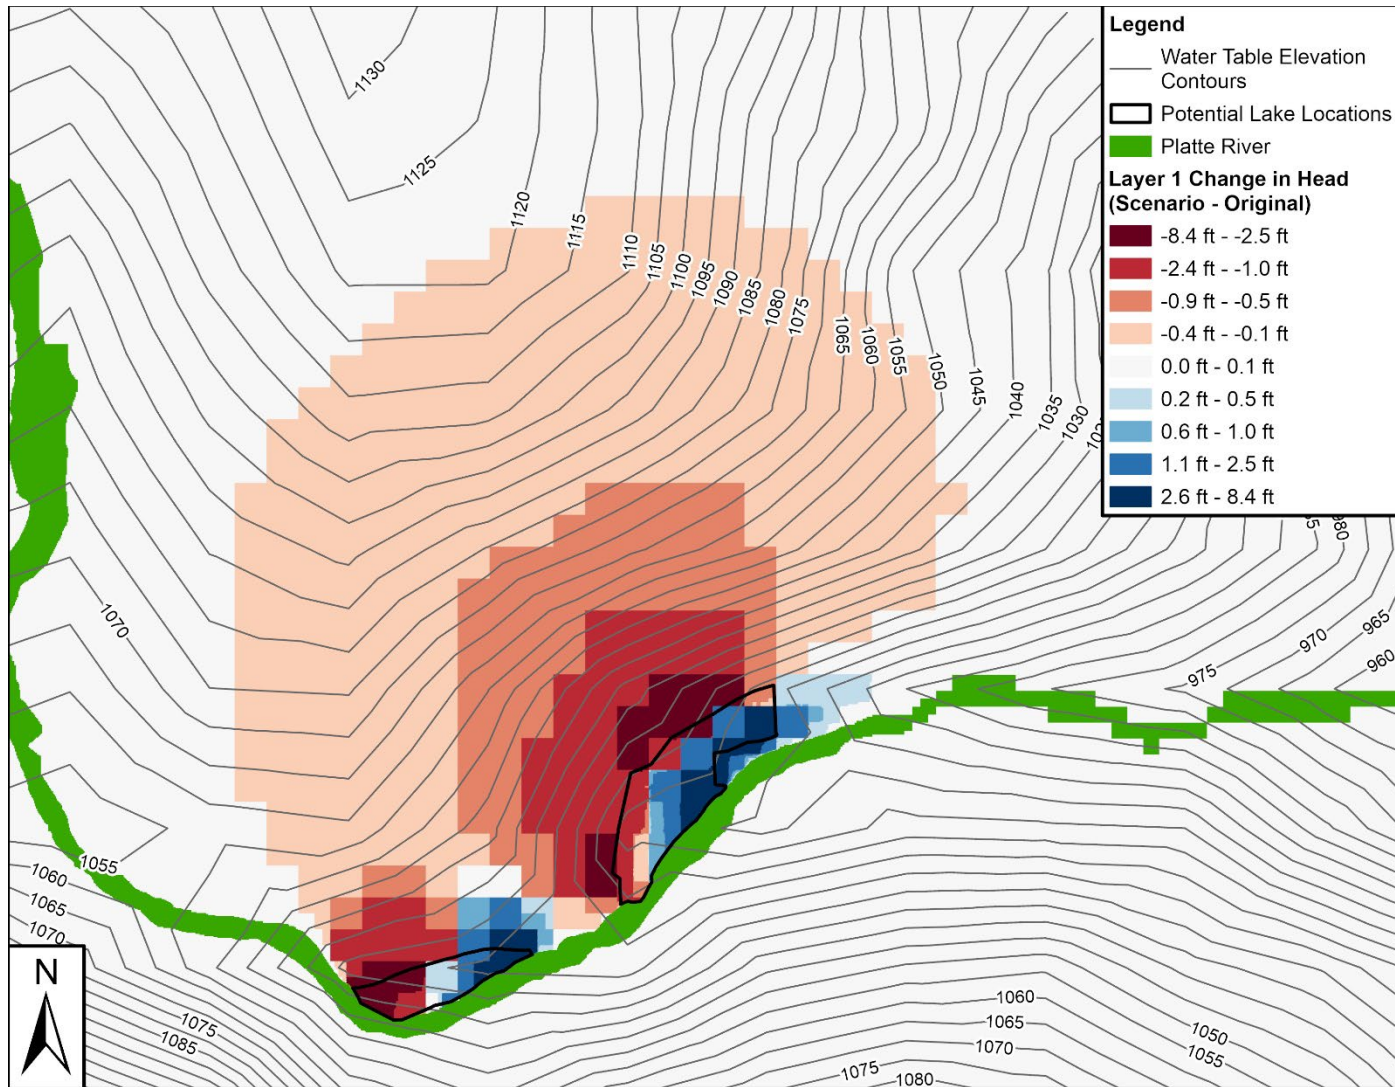 Legend
Water Table Elevation
Contours
Potential Lake Locations
Platte River
Layer 1 Change in Head
(Scenario - Original)
-8.4 ft - -2.5 ft
-2.4 ft - -1.0 ft
-0.9 ft - -0.5 ft
-0.4 ft - -0.1 ft
0.0 ft - 0.1 ft
0.2 ft - 0.5 ft
0.6 ft - 1.0 ft
1.1 ft - 2.5 ft
2.6 ft - 8.4 ft
1130
1125
1120
1115
1110
1105
1100
1095
1090
1085
1080
1075
1065
1060
1055
1050
1045
1040
1035
1030
980
1070
965
970
960
975
1055
1060
1065
1070
N
1075
1085
1060
1065
1070
1075
1080
1050
1055